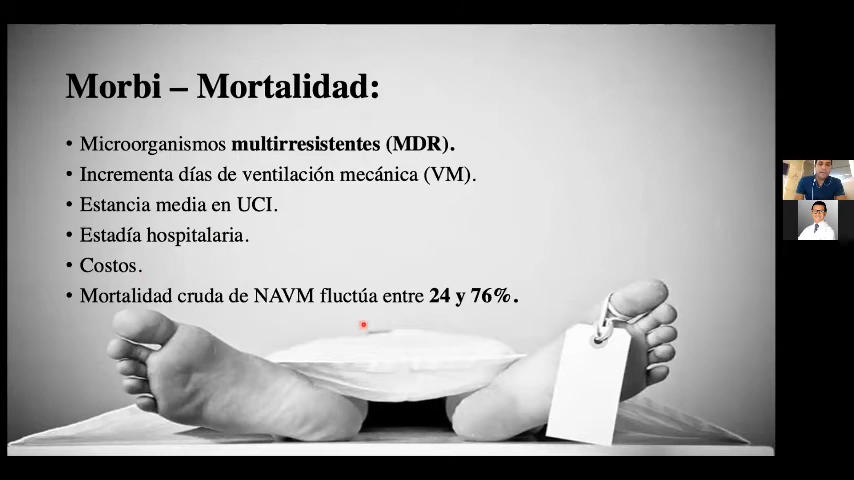 Morbi – Mortalidad:
• Microorganismos multirresistentes (MDR).
• Incrementa días de ventilación mecánica (VM).
• Estancia media en UCI.
• Estadía hospitalaria.
• Costos.
• Mortalidad cruda de NAVM fluctúa entre 24 y 76%.